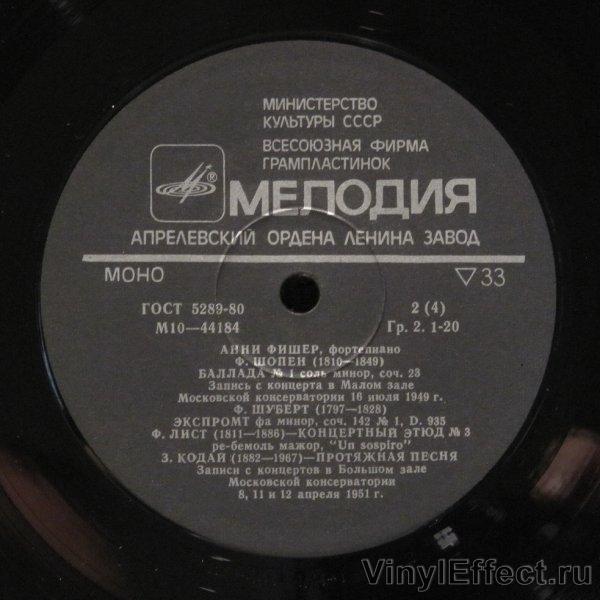 МИНИСТЕРСТВО
КУЛЬТУРЫ СССР
ВСЕСОЮЗНАЯ ФИРМА
ГРАМПЛАСТИНОК
®
МЕЛОДИЯ
АПРЕЛЕВСКИЙ ОРДЕНА ЛЕНИНА ЗАВОД
МОНО ▽33
ГОСТ 5289-80 2 (4)
М10—44184 Гр. 2. 1-20
АННИ ФИШЕР, фортепиано
Ф. ШОПЕН (1810—1849)
БАЛЛАДА № 1 соль минор, соч. 23
Запись с концерта в Малом зале
Московской консерватории 16 июля 1949 г.
Ф. ШУБЕРТ (1797—1828)
ЭКСПРОМТ фа минор, соч. 142 № 1, D. 935
Ф. ЛИСТ (1811—1886)—КОНЦЕРТНЫЙ ЭТЮД № 3
ре-бемоль мажор, "Un sospiro"
З. КОДАЙ (1882—1967)—ПРОТЯЖНАЯ ПЕСНЯ
Записи с концертов в Большом зале
Московской консерватории
8, 11 и 12 апреля 1951 г.
VinylEffect.ru